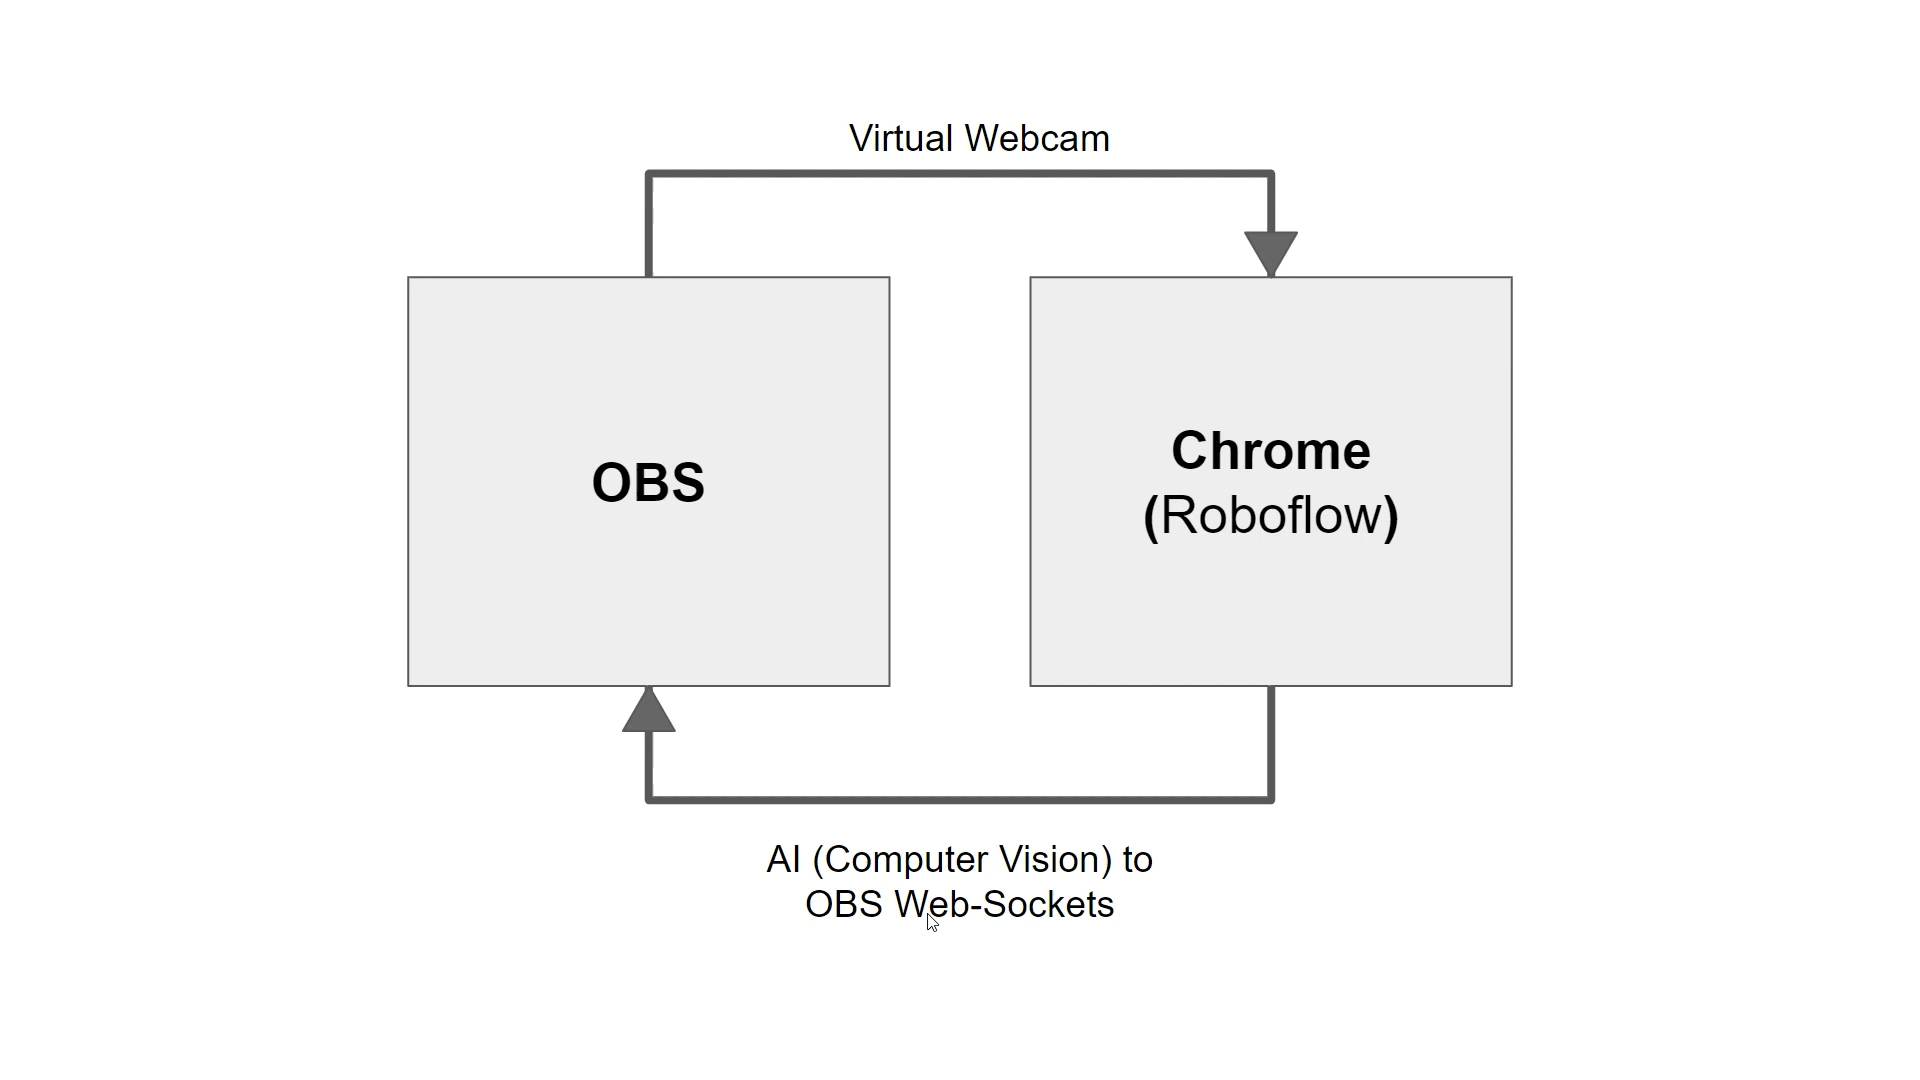 Virtual Webcam
OBS
Chrome
(Roboflow)
AI (Computer Vision) to
OBS Web-Sockets